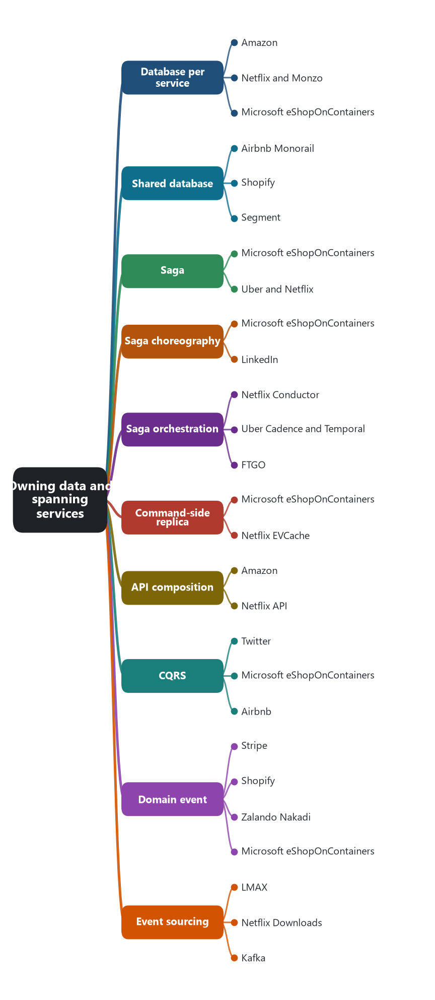 Amazon
Database per
service
Netflix and Monzo
Microsoft eShopOnContainers
Airbnb Monorail
Shared database
Shopify
Segment
Microsoft eShopOnContainers
Saga
Uber and Netflix
Microsoft eShopOnContainers
Saga choreography
LinkedIn
Netflix Conductor
Saga orchestration
Uber Cadence and Temporal
FTGO
Owning data and
spanning
services
Microsoft eShopOnContainers
Command-side
replica
Netflix EVCache
Amazon
API composition
Netflix API
Twitter
CQRS
Microsoft eShopOnContainers
Airbnb
Stripe
Shopify
Domain event
Zalando Nakadi
Microsoft eShopOnContainers
LMAX
Event sourcing
Netflix Downloads
Kafka